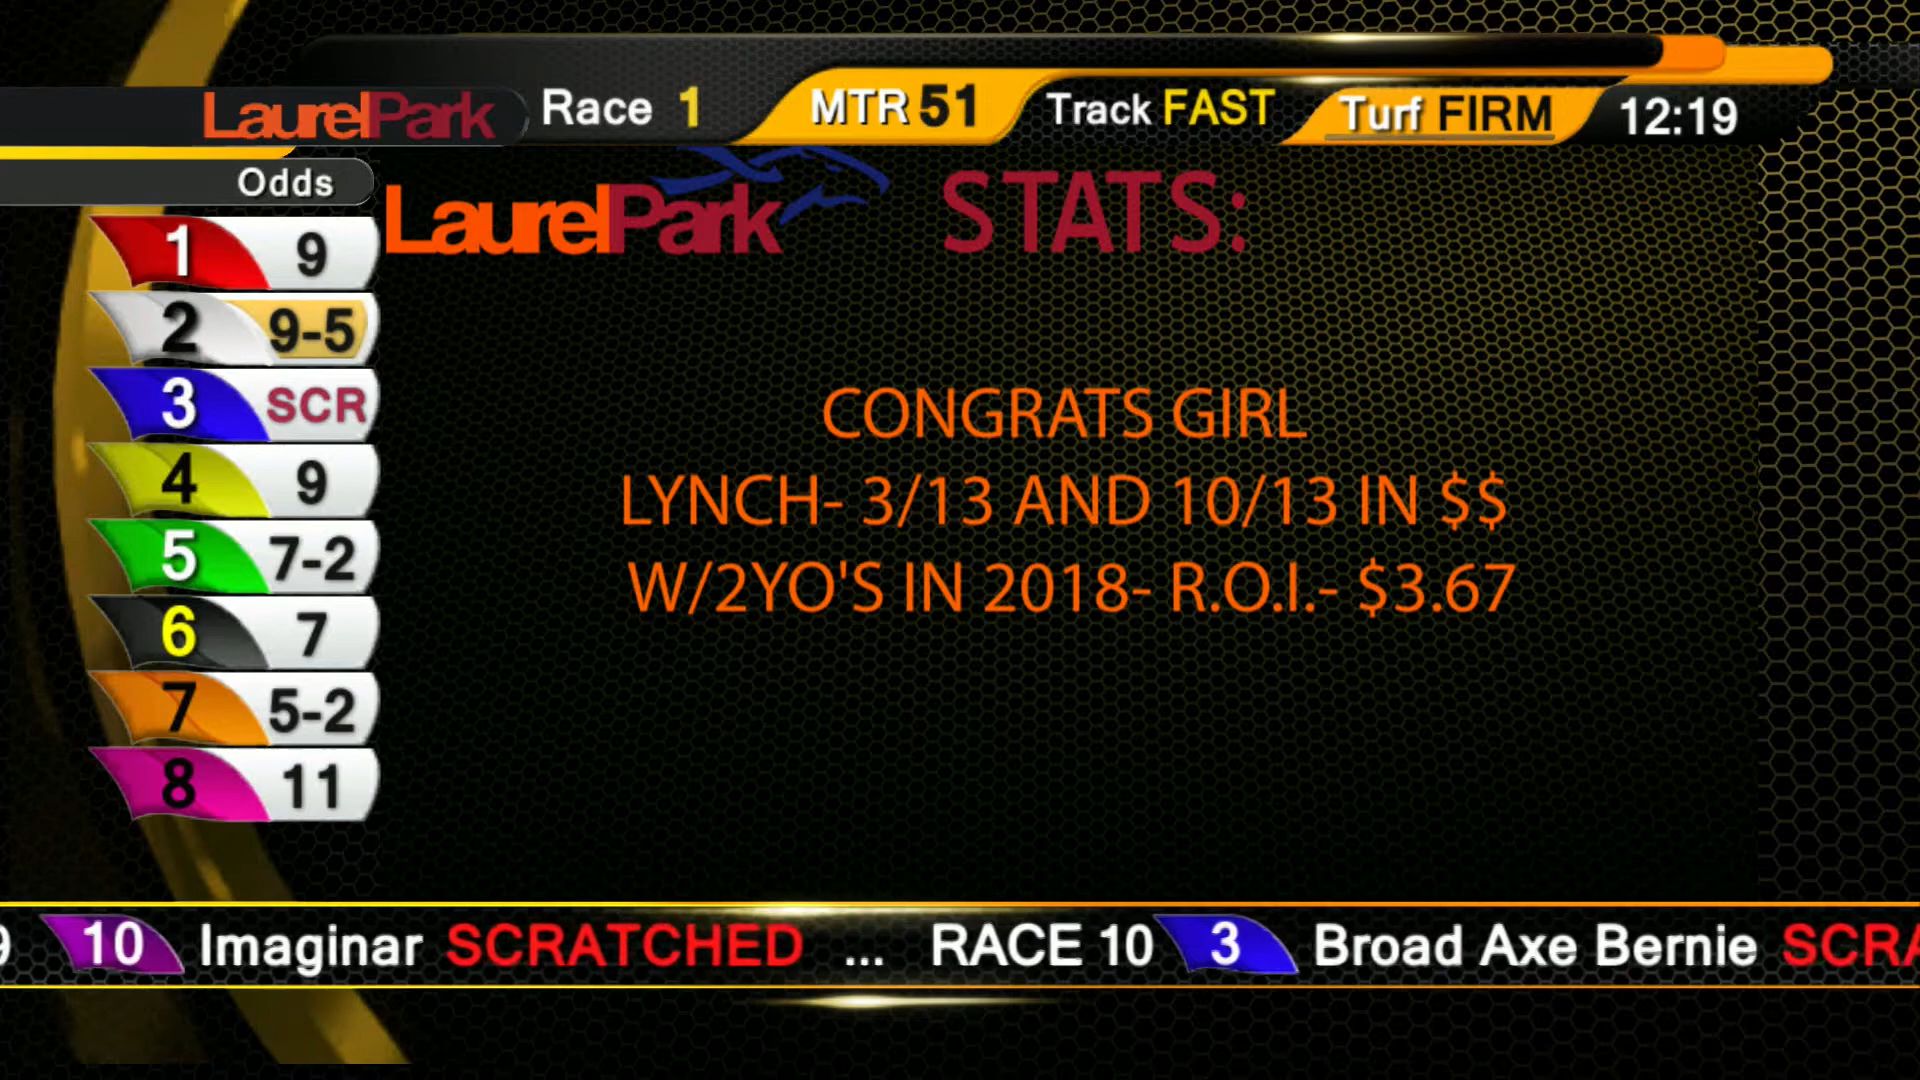 LaurelPark Race 1 MTR 51 Track FAST Turf FIRM 12:19
Odds
LaurelPark STATS:
1 9
2 9-5
3 SCR
4 9
5 7-2
6 7
7 5-2
8 11
CONGRATS GIRL
LYNCH- 3/13 AND 10/13 IN $$
W/2YO'S IN 2018- R.O.I.- $3.67
9 10 Imaginar SCRATCHED ... RACE 10 3 Broad Axe Bernie SCRA